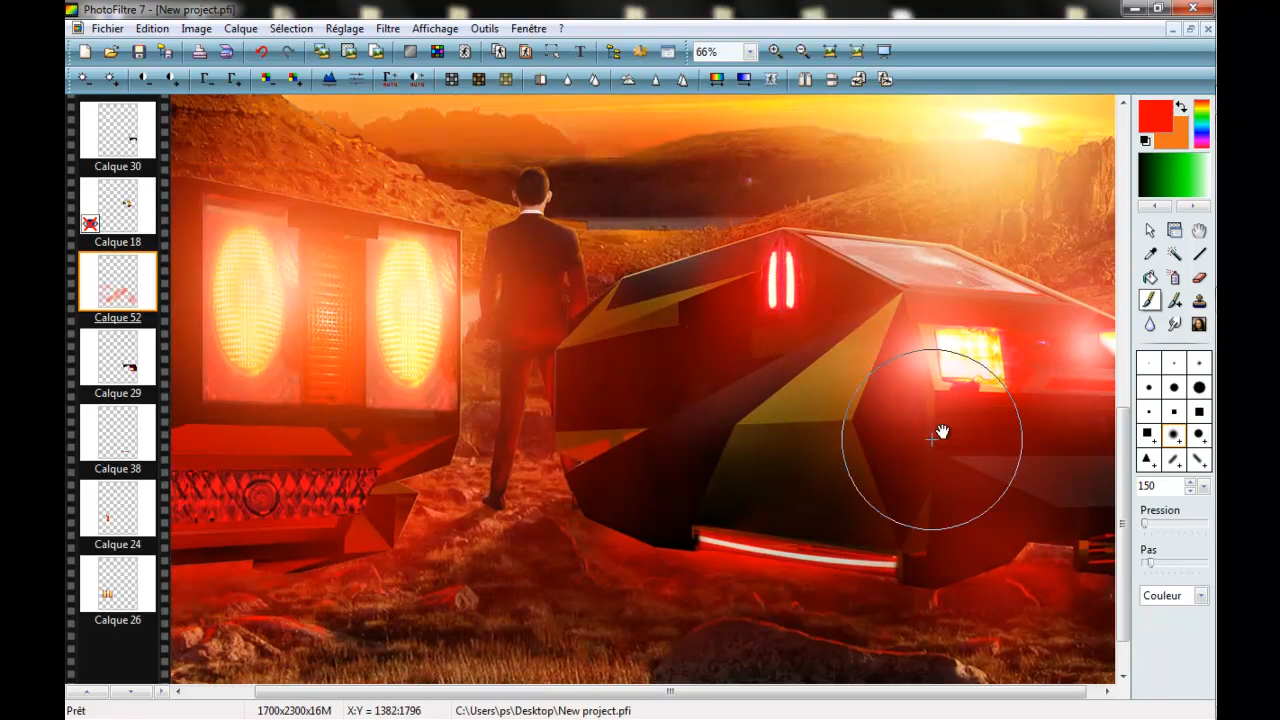 PhotoFiltre 7 - [New project.pfi]
Fichier Edition Image Calque Sélection Réglage Filtre Affichage Outils Fenêtre ?
T 66%
AUTO AUTO
Calque 30
Calque 18
Calque 52
Calque 29
Calque 38
Calque 24
Calque 26
150
Pression
Pas
Couleur
Prêt 1700x2300x16M X:Y = 1382:1796 C:\Users\ps\Desktop\New project.pfi